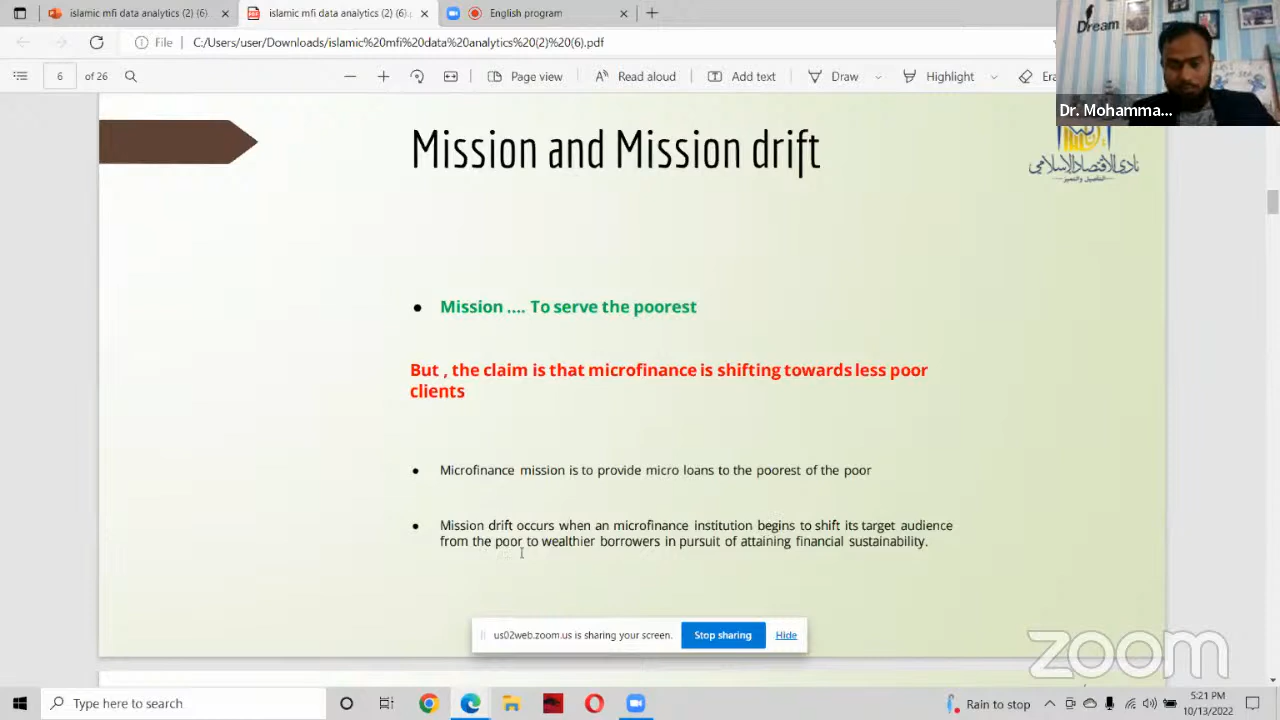 islamic mfi data analytics (2) (6)
islamic mfi data analytics (2) (6).
English program
File
C:/Users/user/Downloads/islamic%20mfi%20data%20analytics%20(2)%20(6).pdf
6 of 26
Page view
Read aloud
Add text
Draw
Highlight
Era
Dream
Dr. Mohamma...
Mission and Mission drift
نادي الاقتصاد الإسلامي
التأصيل والتميز
• Mission .... To serve the poorest
But , the claim is that microfinance is shifting towards less poor
clients
• Microfinance mission is to provide micro loans to the poorest of the poor
• Mission drift occurs when an microfinance institution begins to shift its target audience
from the poor to wealthier borrowers in pursuit of attaining financial sustainability.
us02web.zoom.us is sharing your screen.
Stop sharing
Hide
zoom
Type here to search
Rain to stop
5:21 PM
10/13/2022